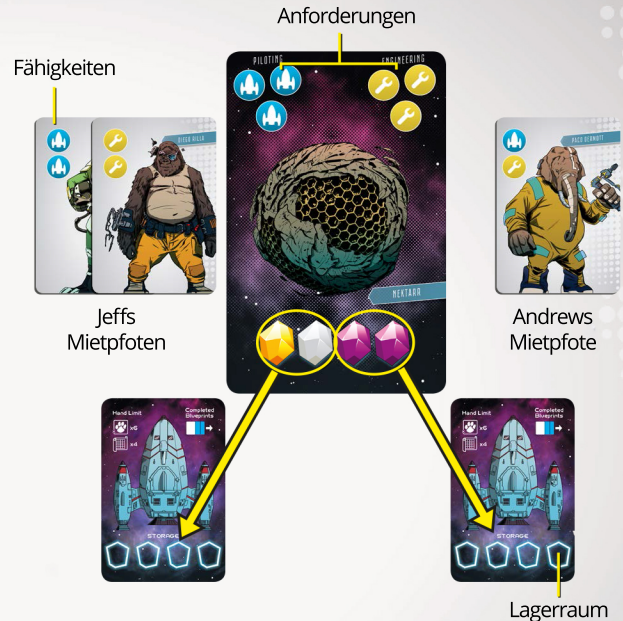 Anforderungen
Fähigkeiten
PILOTING
ENGINEERING
NEKTARR
Jeffs
Mietpfoten
Andrews
Mietpfote
Hand Limit
x6
x4
Completed
Blueprints
STORAGE
Hand Limit
x6
x4
Completed
Blueprints
STORAGE
Lagerraum